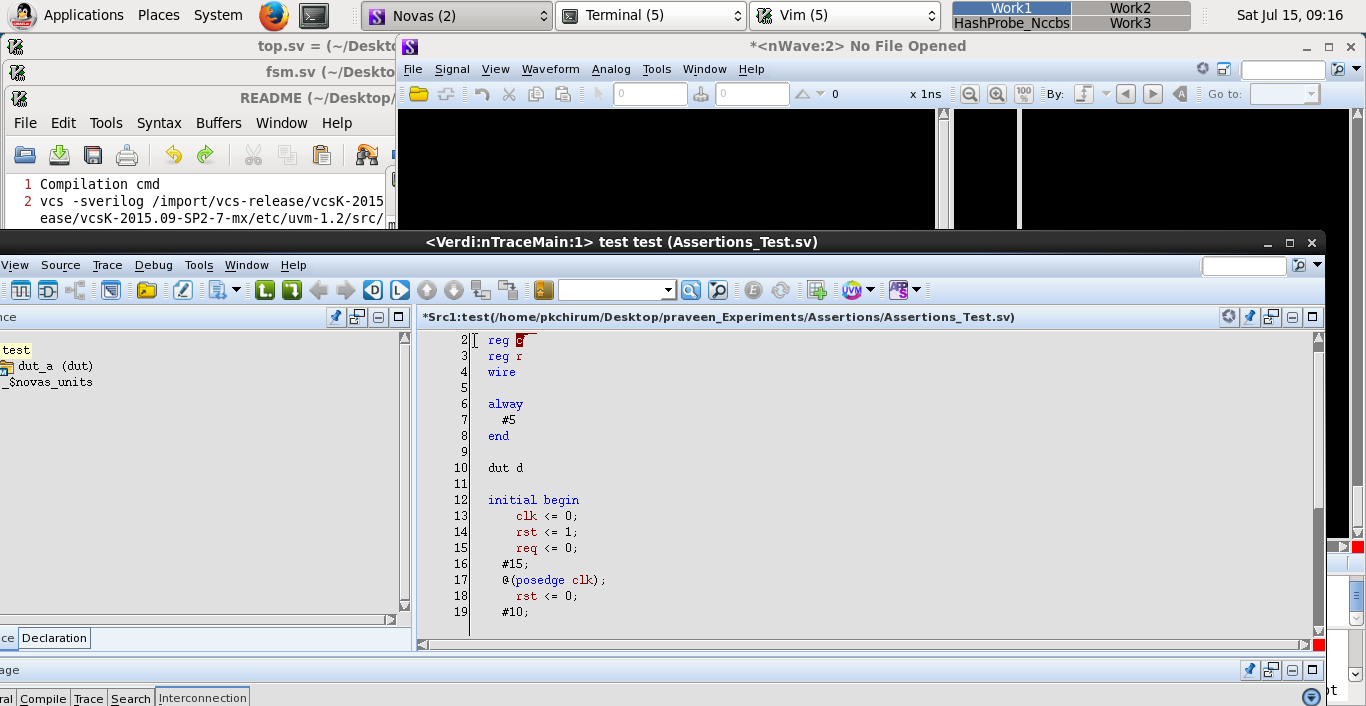 Applications Places System Novas (2) Terminal (5) Vim (5) Work1 Work2 Sat Jul 15, 09:16
HashProbe_Nccbs Work3
top.sv = (~/Deskto
*<nWave:2> No File Opened
fsm.sv (~/Deskto
README (~/Desktop/
File Signal View Waveform Analog Tools Window Help
0 0 0 x 1ns 100% By: Go to:
File Edit Tools Syntax Buffers Window Help
1 Compilation cmd
2 vcs -sverilog /import/vcs-release/vcsK-2015
ease/vcsK-2015.09-SP2-7-mx/etc/uvm-1.2/src/
<Verdi:nTraceMain:1> test test (Assertions_Test.sv)
View Source Trace Debug Tools Window Help
D L E UVM APPS
nce
*Src1:test(/home/pkchirum/Desktop/praveen_Experiments/Assertions/Assertions_Test.sv)
test
dut_a (dut)
_$novas_units
2 reg c
3 reg r
4 wire
5
6 alway
7 #5
8 end
9
10 dut d
11
12 initial begin
13 clk <= 0;
14 rst <= 1;
15 req <= 0;
16 #15;
17 @(posedge clk);
18 rst <= 0;
19 #10;
ce Declaration
age
ral Compile Trace Search Interconnection
pt